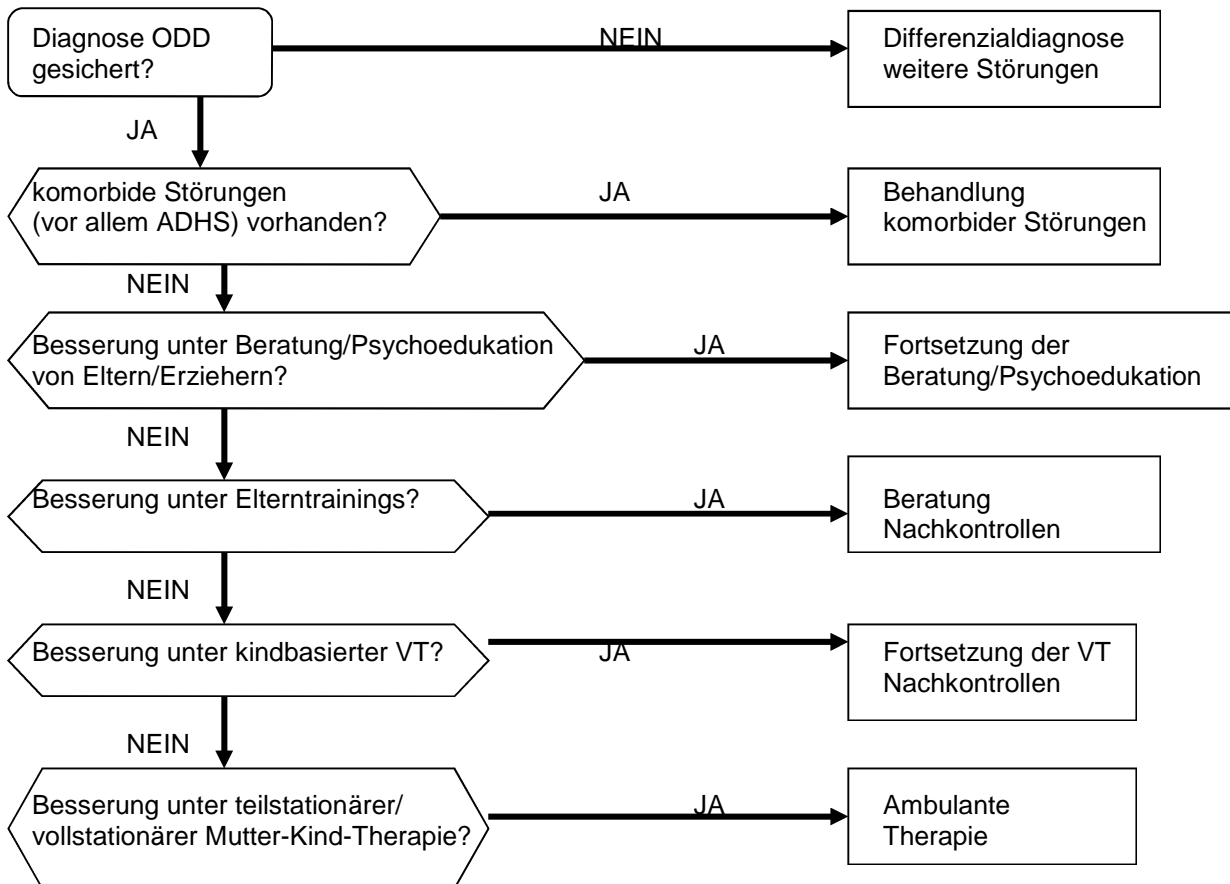 Diagnose ODD
gesichert?
NEIN
Differenzialdiagnose
weitere Störungen
JA
komorbide Störungen
(vor allem ADHS) vorhanden?
JA
Behandlung
komorbider Störungen
NEIN
Besserung unter Beratung/Psychoedukation
von Eltern/Erziehern?
JA
Fortsetzung der
Beratung/Psychoedukation
NEIN
Besserung unter Elterntrainings?
JA
Beratung
Nachkontrollen
NEIN
Besserung unter kindbasierter VT?
JA
Fortsetzung der VT
Nachkontrollen
NEIN
Besserung unter teilstationärer/
vollstationärer Mutter-Kind-Therapie?
JA
Ambulante
Therapie